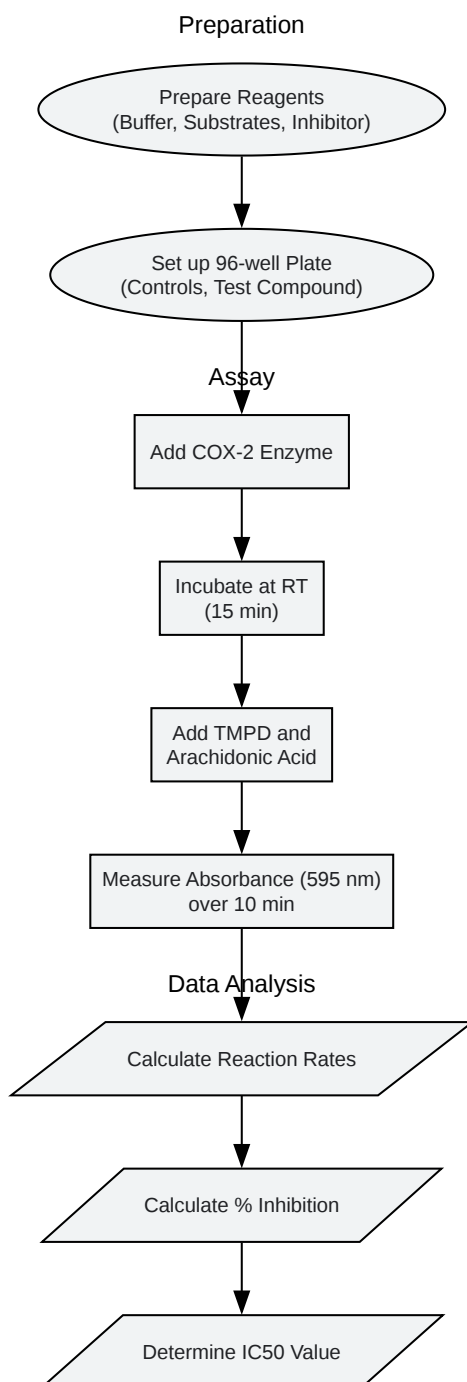 Preparation
Prepare Reagents
(Buffer, Substrates, Inhibitor)
Set up 96-well Plate
(Controls, Test Compound)
Assay
Add COX-2 Enzyme
Incubate at RT
(15 min)
Add TMPD and
Arachidonic Acid
Measure Absorbance (595 nm)
over 10 min
Data Analysis
Calculate Reaction Rates
Calculate % Inhibition
Determine IC50 Value